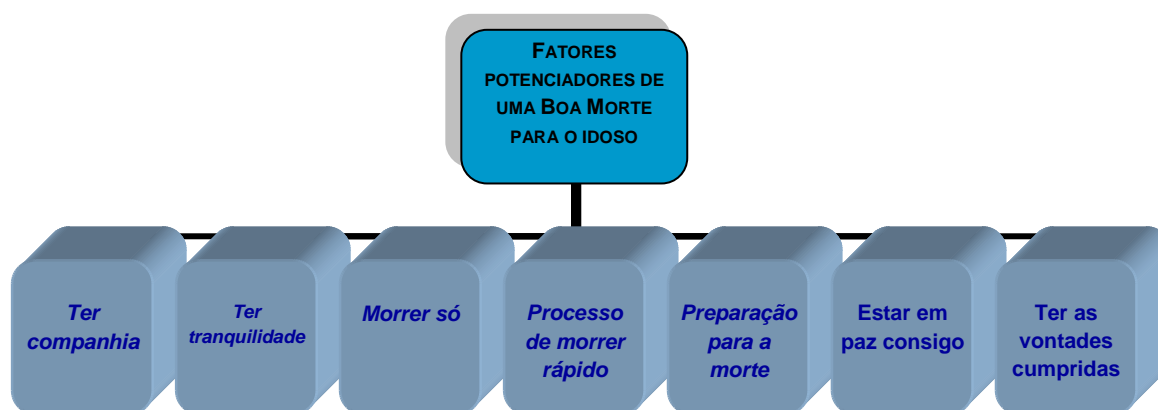 FATORES
POTENCIADORES DE
UMA BOA MORTE
PARA O IDOSO
Ter
companhia
Ter
tranquilidade
Morrer só
Processo
de morrer
rápido
Preparação
para a
morte
Estar em
paz consigo
Ter as
vontades
cumpridas